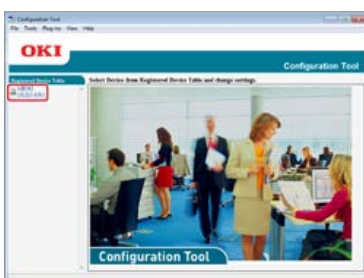 Configuration Tool
File Tools Plug-ins View Help
OKI
Configuration Tool
Registered Device Table
Select Device from Registered Device Table and change settings.
Configuration Tool